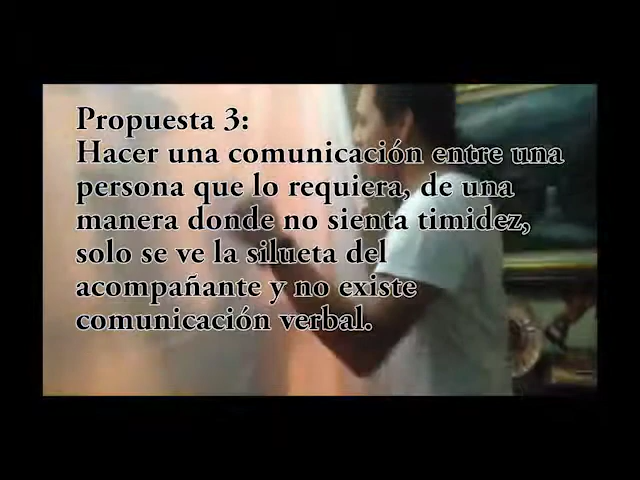 Propuesta 3:
Hacer una comunicación entre una
persona que lo requiera, de una
manera donde no sienta timidez,
solo se ve la silueta del
acompañante y no existe
comunicación verbal.